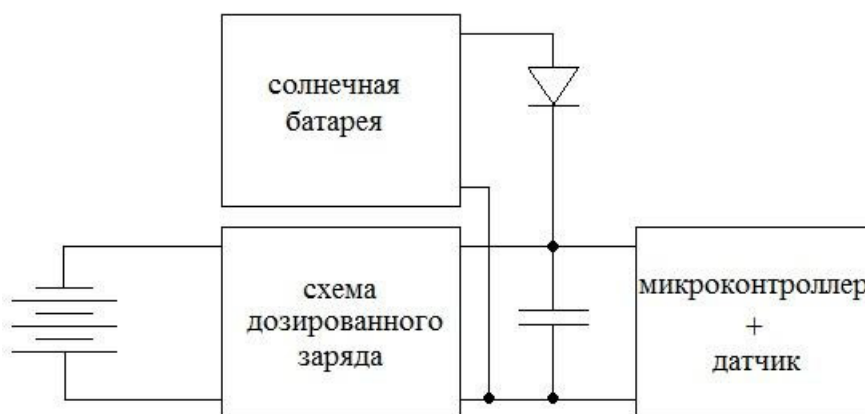 солнечная
батарея
схема
дозированного
заряда
микроконтроллер
+
датчик